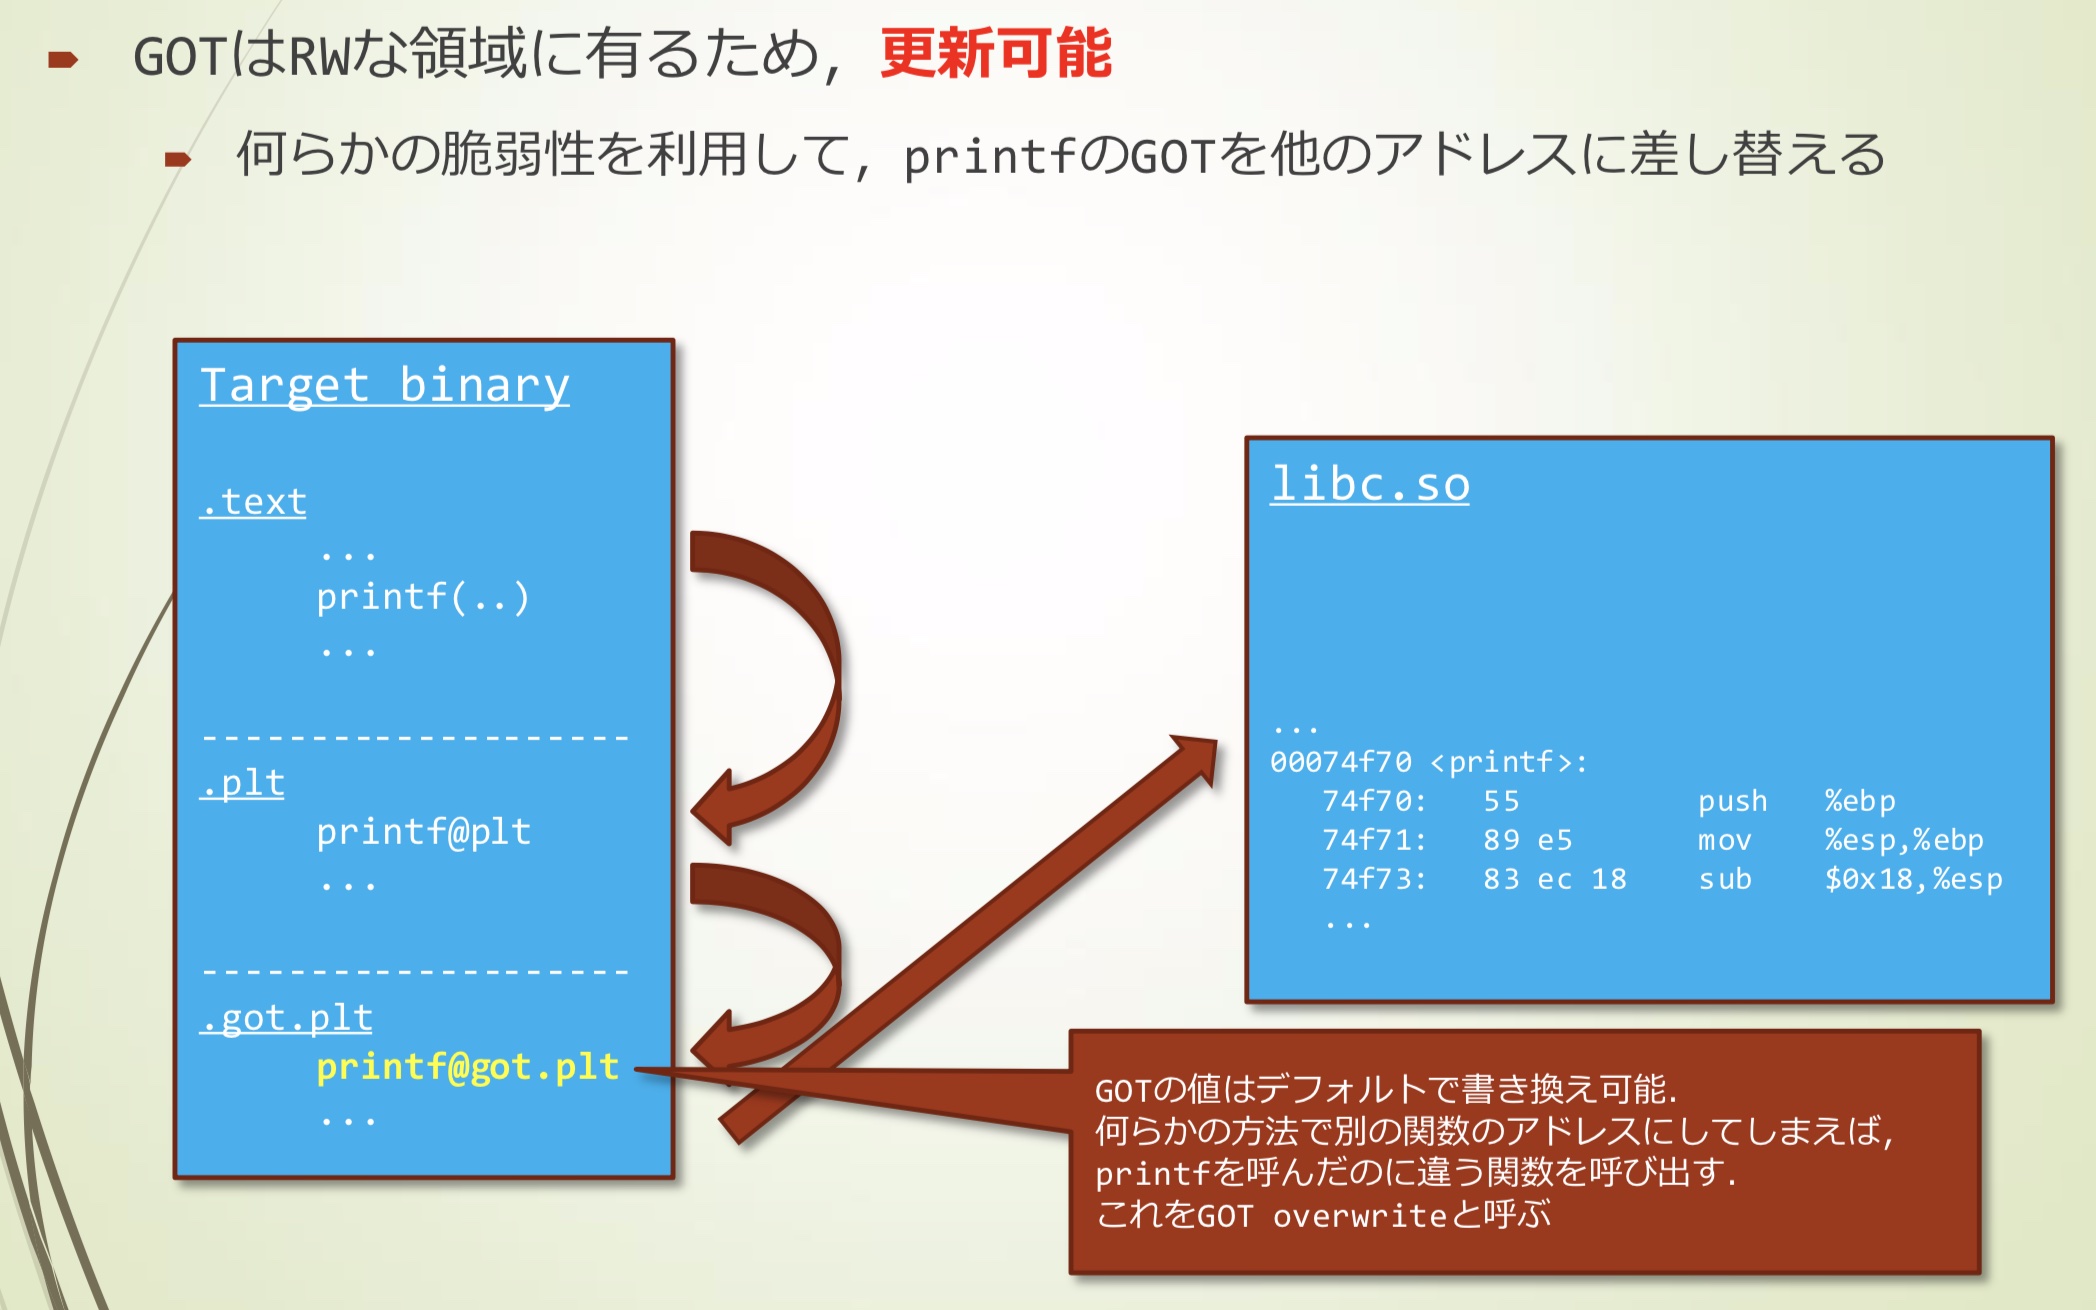 GOTはRWな領域に有るため, 更新可能
何らかの脆弱性を利用して, printfのGOTを他のアドレスに差し替える
Target binary
.text
...
printf(..)
...
--------------------
.plt
printf@plt
...
--------------------
.got.plt
printf@got.plt
...
libc.so
...
00074f70 <printf>:
74f70: 55 push %ebp
74f71: 89 e5 mov %esp,%ebp
74f73: 83 ec 18 sub $0x18,%esp
...
GOTの値はデフォルトで書き換え可能.
何らかの方法で別の関数のアドレスにしてしまえば,
printfを呼んだのに違う関数を呼び出す.
これをGOT overwriteと呼ぶ